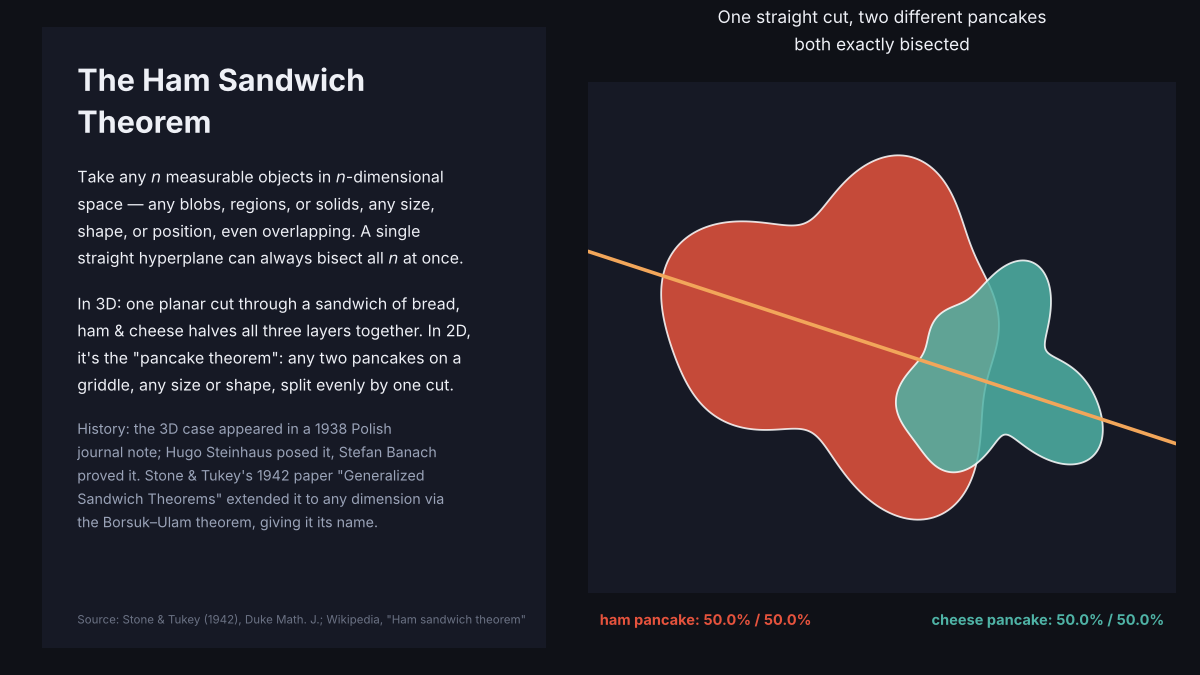 The Ham Sandwich
Theorem
Take any n measurable objects in n-dimensional
space — any blobs, regions, or solids, any size,
shape, or position, even overlapping. A single
straight hyperplane can always bisect all n at once.
In 3D: one planar cut through a sandwich of bread,
ham & cheese halves all three layers together. In 2D,
it's the "pancake theorem": any two pancakes on a
griddle, any size or shape, split evenly by one cut.
History: the 3D case appeared in a 1938 Polish
journal note; Hugo Steinhaus posed it, Stefan Banach
proved it. Stone & Tukey's 1942 paper "Generalized
Sandwich Theorems" extended it to any dimension via
the Borsuk–Ulam theorem, giving it its name.
Source: Stone & Tukey (1942), Duke Math. J.; Wikipedia, "Ham sandwich theorem"
One straight cut, two different pancakes
both exactly bisected
ham pancake: 50.0% / 50.0%
cheese pancake: 50.0% / 50.0%